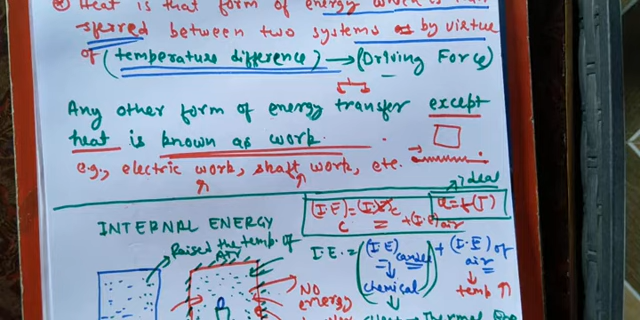 Heat is that form of energy which is tran
sferred between two systems by virtue
of (temperature difference) → (Driving Force)
Any other form of energy transfer except
heat is known as work.
e.g., electric work, shaft work, etc.
Ideal
(I.E) = (I.E)c + (I.E)air
c
u=f(T)
INTERNAL ENERGY
Raised the temp. of
I.E. = (I.E) candle + (I.E) of
air
chemical
temp ↑
NO
energy